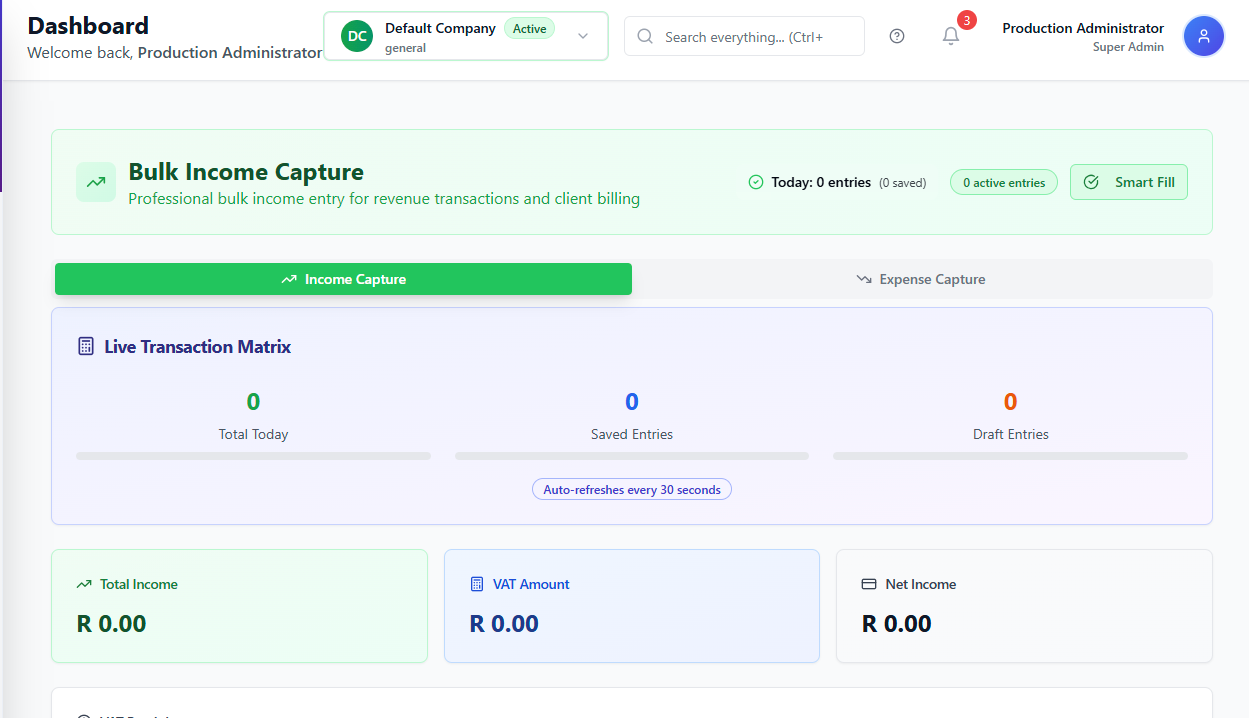 Dashboard
Welcome back, Production Administrator
DC
Default Company
Active
general
Search everything... (Ctrl+
3
Production Administrator
Super Admin
Bulk Income Capture
Professional bulk income entry for revenue transactions and client billing
Today: 0 entries (0 saved)
0 active entries
Smart Fill
Income Capture
Expense Capture
Live Transaction Matrix
0
Total Today
0
Saved Entries
0
Draft Entries
Auto-refreshes every 30 seconds
Total Income
R 0.00
VAT Amount
R 0.00
Net Income
R 0.00